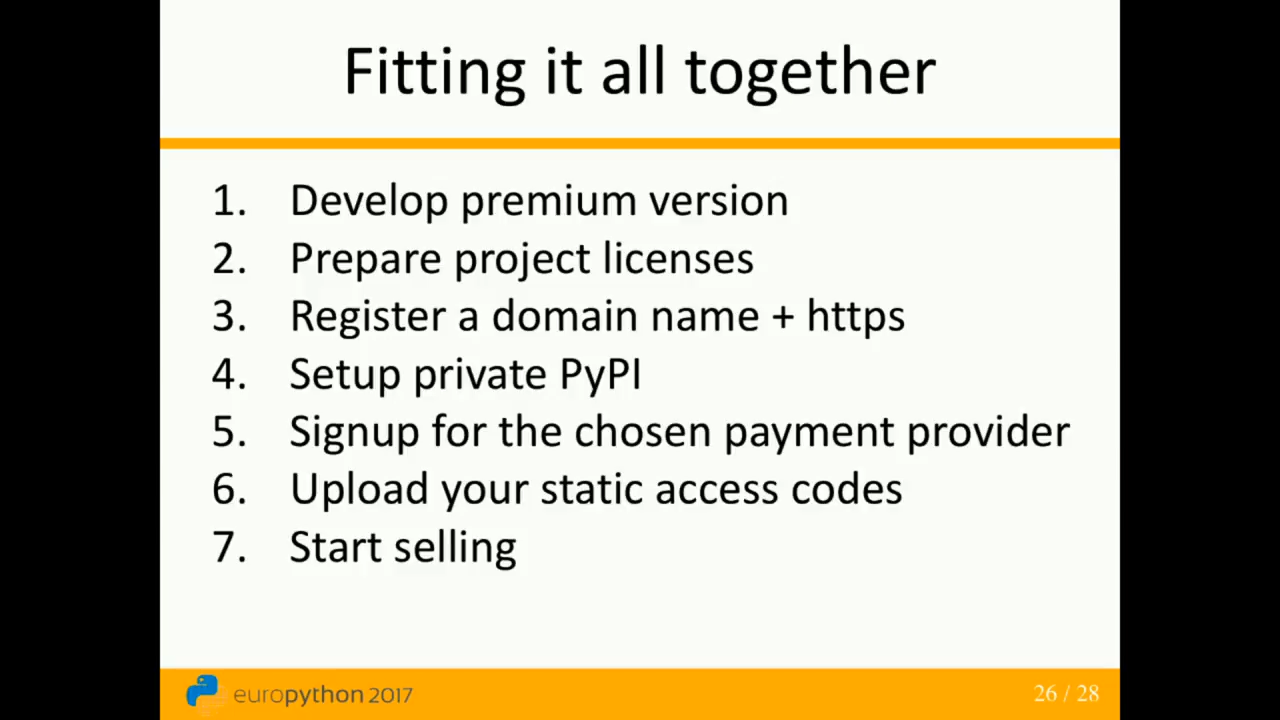 Fitting it all together
1. Develop premium version
2. Prepare project licenses
3. Register a domain name + https
4. Setup private PyPI
5. Signup for the chosen payment provider
6. Upload your static access codes
7. Start selling
europython 2017
26 / 28